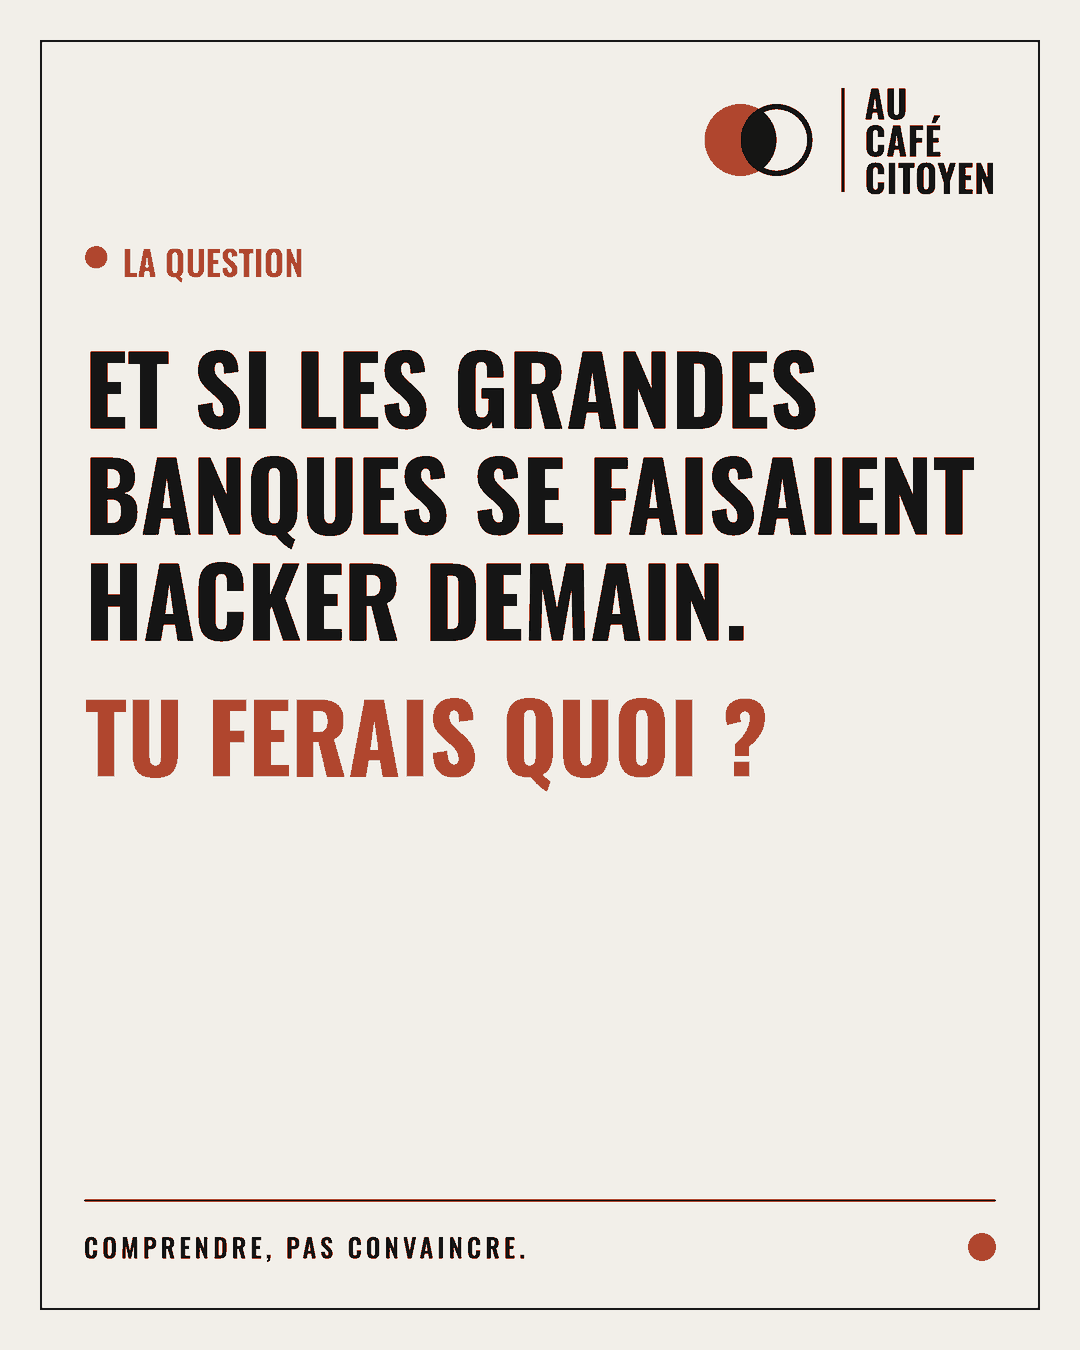 AU
CAFÉ
CITOYEN
LA QUESTION
ET SI LES GRANDES
BANQUES SE FAISAIENT
HACKER DEMAIN.
TU FERAIS QUOI ?
COMPRENDRE, PAS CONVAINCRE.